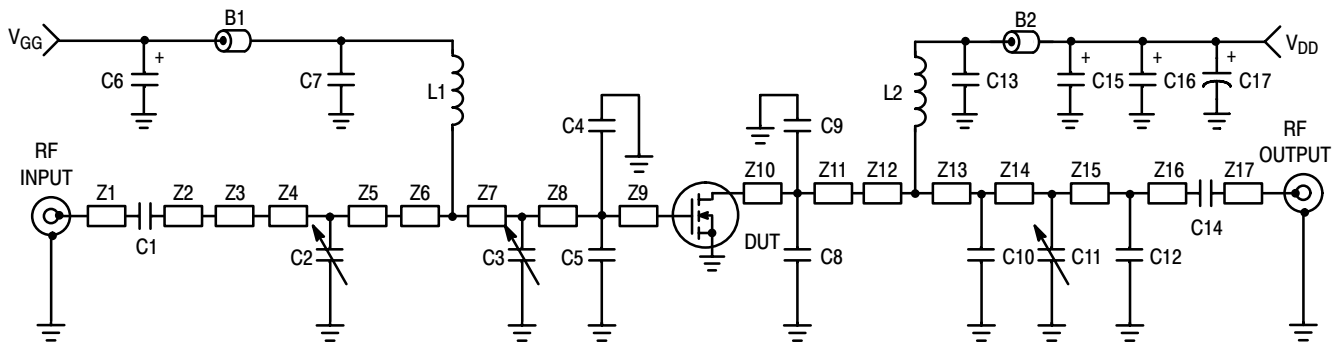 B1
B2
V_GG
V_DD
+
+
+
+
C6
C7
L1
C4
C9
L2
C13
C15
C16
C17
RF
INPUT
RF
OUTPUT
Z1
Z2
Z3
Z4
Z5
Z6
Z7
Z8
Z9
Z10
Z11
Z12
Z13
Z14
Z15
Z16
Z17
C1
C2
C3
C5
DUT
C8
C10
C11
C12
C14